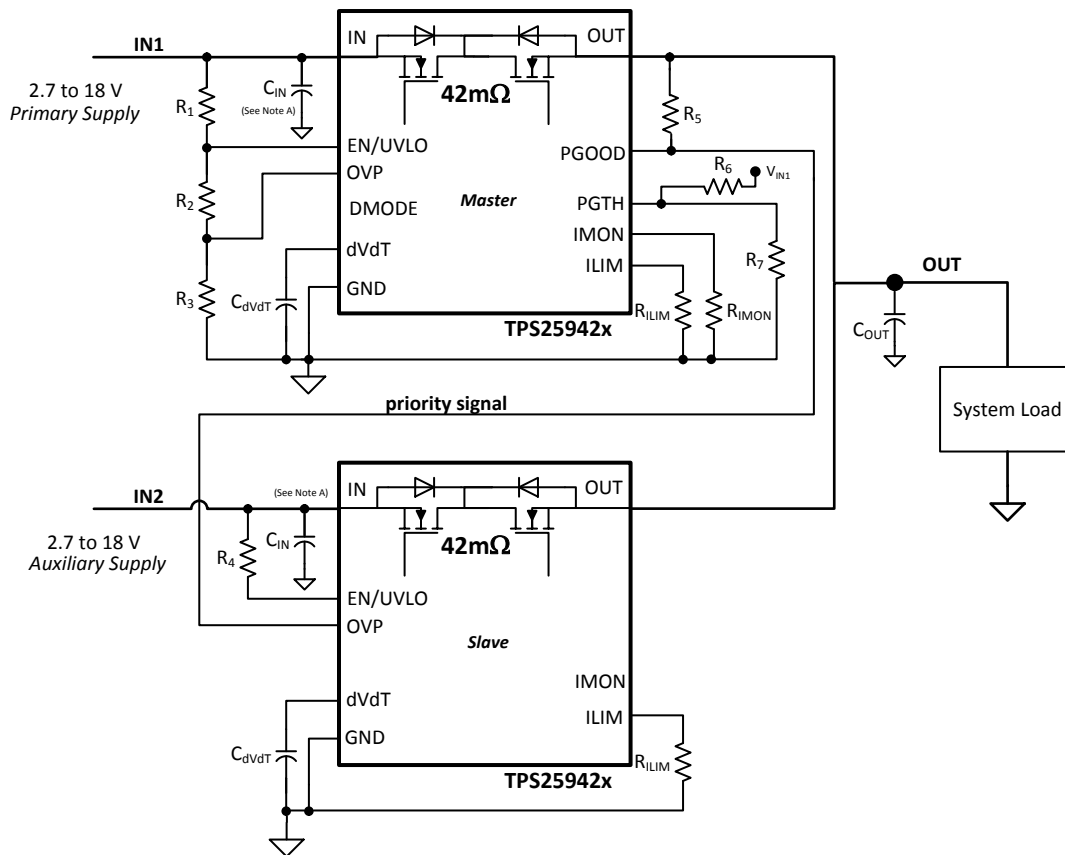 IN1
2.7 to 18 V
Primary Supply
R1
CIN
(See Note A)
R2
R3
CdVdT
IN
OUT
42mΩ
EN/UVLO
OVP
DMODE
dVdT
GND
Master
PGOOD
PGTH
IMON
ILIM
TPS25942x
R5
R6
VIN1
R7
RILIM
RIMON
OUT
COUT
System Load
priority signal
IN2
2.7 to 18 V
Auxiliary Supply
(See Note A)
CIN
R4
IN
OUT
42mΩ
EN/UVLO
OVP
Slave
dVdT
GND
IMON
ILIM
CdVdT
RILIM
TPS25942x